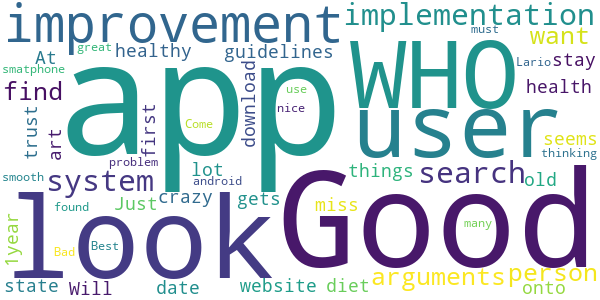 improvement
implementation
At
healthy
guidelines
want
great
must
smatphone
app
WHO
Lario
stay
find
download
health
trust
art
first
use
nice
Come
user
seems
thinking
problem
lot
things
search
old
smooth
system
android
crazy
gets
Just
miss
found
look
Good
many
1year
Bad
Best
arguments
person
state
Will
date
website
diet
onto